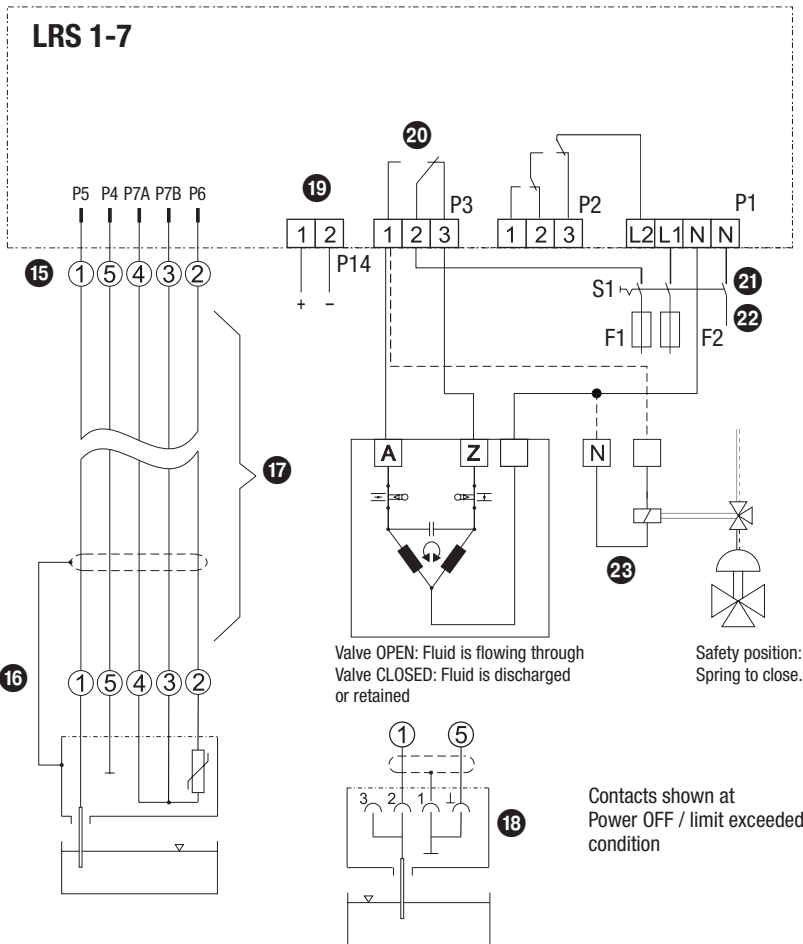 LRS 1-7
20
19
P5 P4 P7A P7B P6
P3
P2
P1
1 2
1 2 3
1 2 3
L2 L1 N N
P14
15
1 5 4 3 2
+ −
S1
21
22
F1
F2
A
Z
N
17
23
16
1 5 4 3 2
Valve OPEN: Fluid is flowing through
Valve CLOSED: Fluid is discharged
or retained
Safety position:
Spring to close.
1 5
3 2 1
18
Contacts shown at
Power OFF / limit exceeded
condition